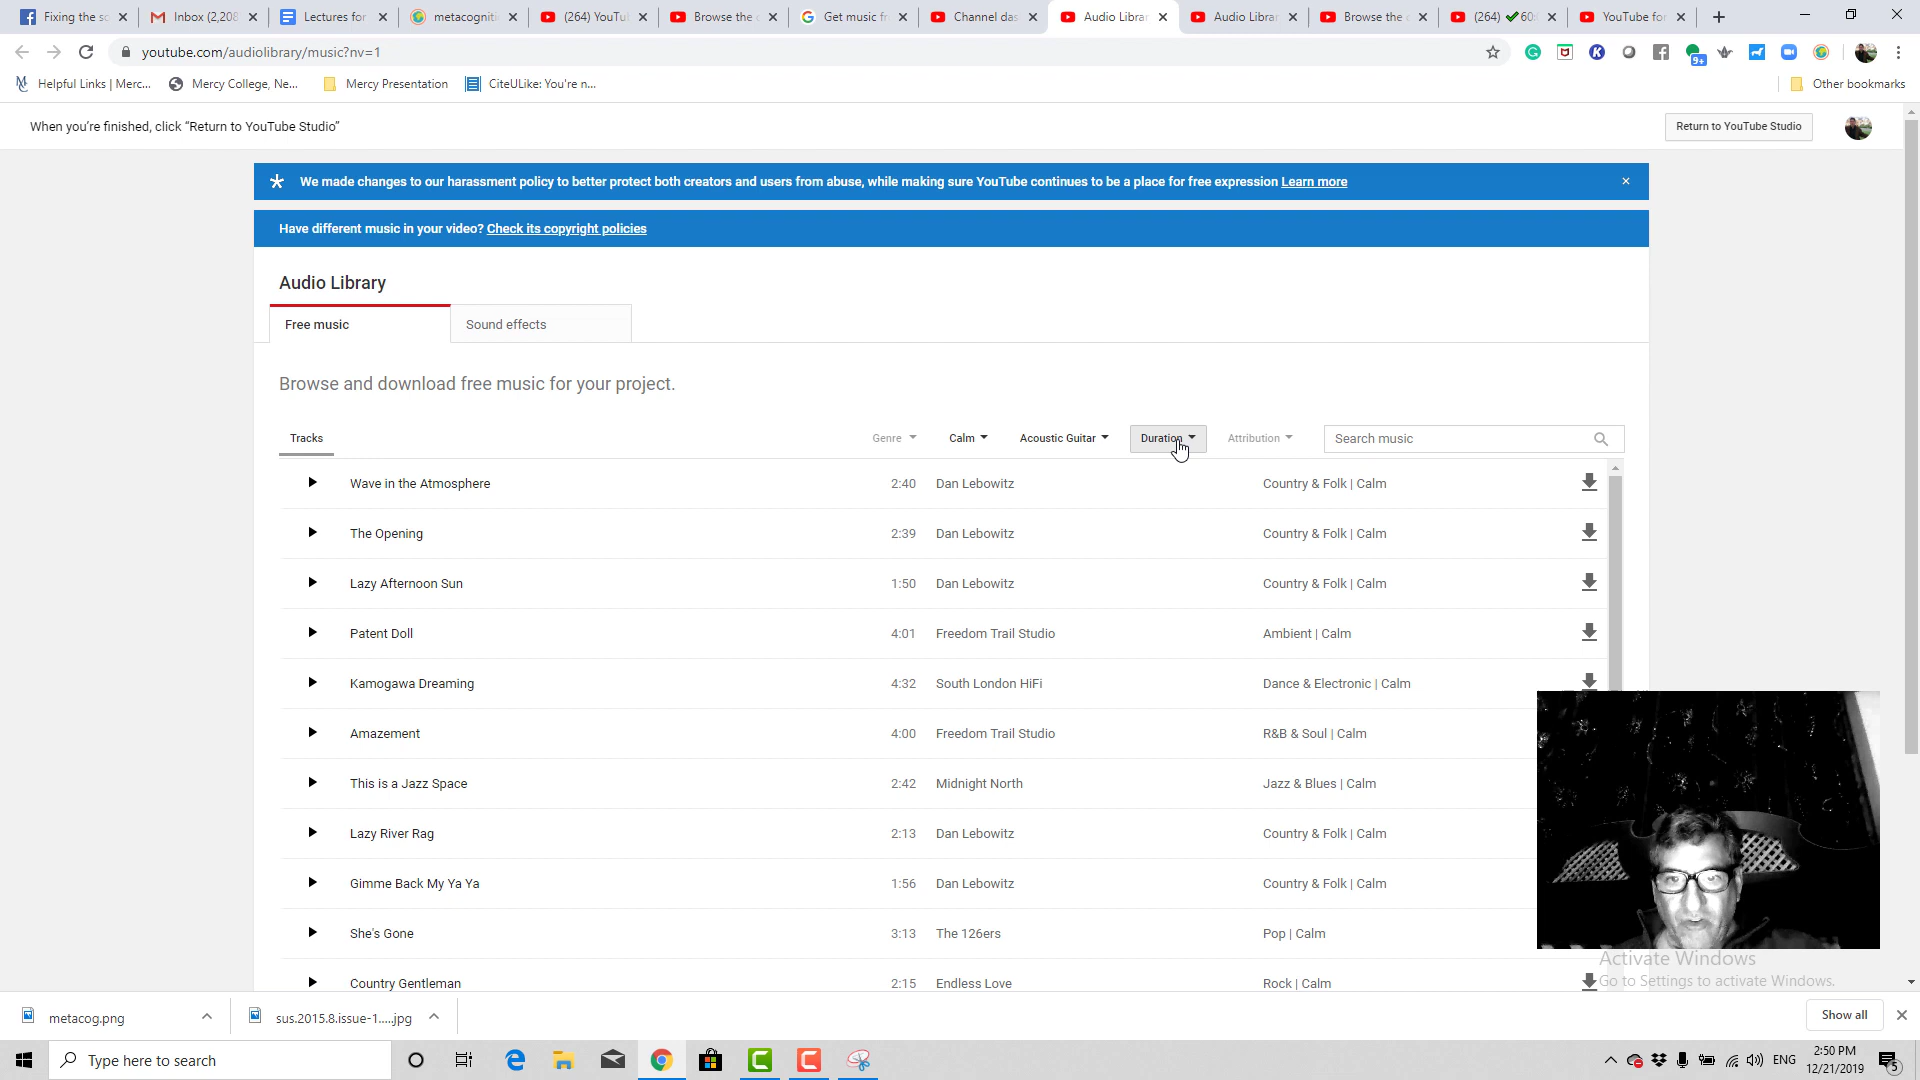 Fixing the sc
Inbox (2,208
Lectures for
metacogniti
(264) YouTu
Browse the c
Get music fr
Channel das
Audio Librar
Audio Librar
Browse the c
(264) ✔60:
YouTube for
youtube.com/audiolibrary/music?nv=1
9+
Helpful Links | Merc...
Mercy College, Ne...
Mercy Presentation
CiteULike: You're n...
Other bookmarks
When you're finished, click "Return to YouTube Studio"
Return to YouTube Studio
We made changes to our harassment policy to better protect both creators and users from abuse, while making sure YouTube continues to be a place for free expression Learn more
Have different music in your video? Check its copyright policies
Audio Library
Free music
Sound effects
Browse and download free music for your project.
Tracks
Genre
Calm
Acoustic Guitar
Duration
Attribution
Search music
Wave in the Atmosphere 2:40 Dan Lebowitz Country & Folk | Calm
The Opening 2:39 Dan Lebowitz Country & Folk | Calm
Lazy Afternoon Sun 1:50 Dan Lebowitz Country & Folk | Calm
Patent Doll 4:01 Freedom Trail Studio Ambient | Calm
Kamogawa Dreaming 4:32 South London HiFi Dance & Electronic | Calm
Amazement 4:00 Freedom Trail Studio R&B & Soul | Calm
This is a Jazz Space 2:42 Midnight North Jazz & Blues | Calm
Lazy River Rag 2:13 Dan Lebowitz Country & Folk | Calm
Gimme Back My Ya Ya 1:56 Dan Lebowitz Country & Folk | Calm
She's Gone 3:13 The 126ers Pop | Calm
Country Gentleman 2:15 Endless Love Rock | Calm
Activate Windows
Go to Settings to activate Windows.
metacog.png
sus.2015.8.issue-1.....jpg
Show all
Type here to search
ENG
2:50 PM
12/21/2019
5